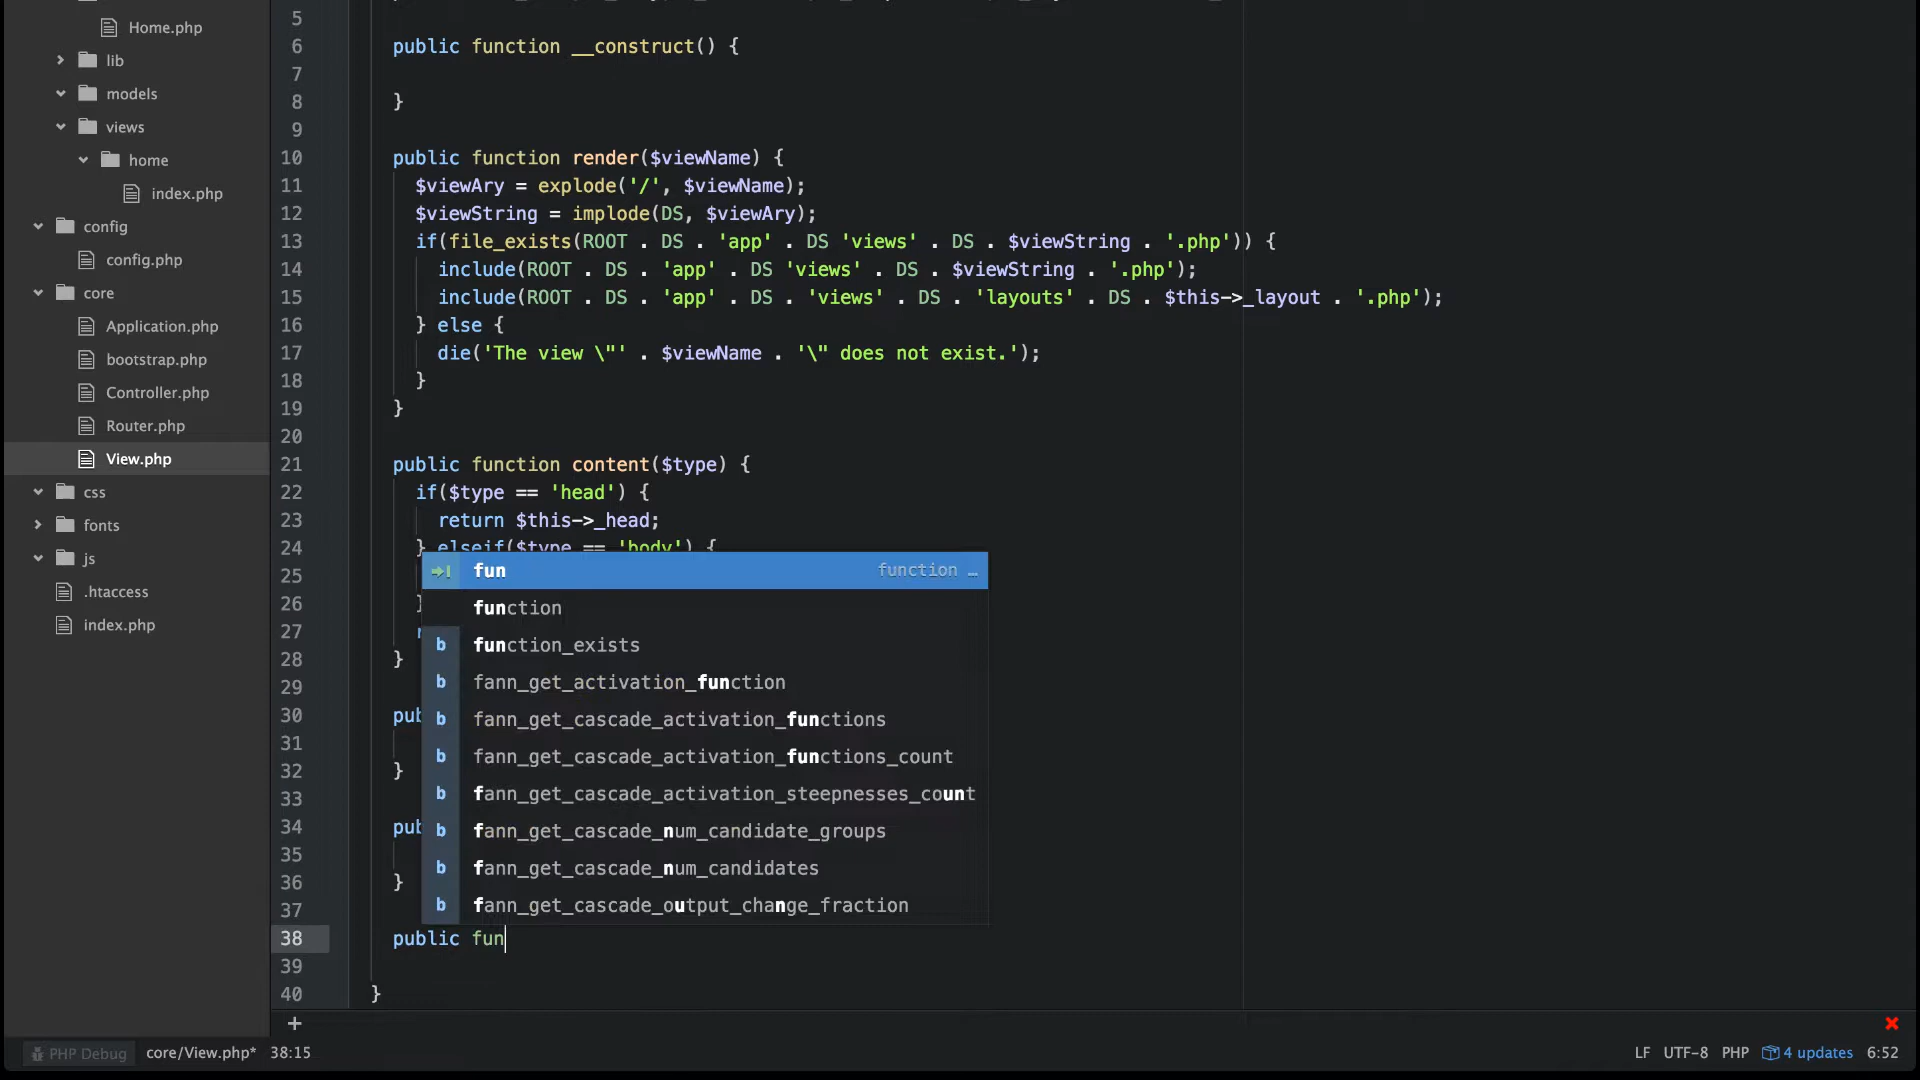 Home.php
lib
models
views
home
index.php
config
config.php
core
Application.php
bootstrap.php
Controller.php
Router.php
View.php
css
fonts
js
.htaccess
index.php
5
6 public function __construct() {
7
8 }
9
10 public function render($viewName) {
11 $viewAry = explode('/', $viewName);
12 $viewString = implode(DS, $viewAry);
13 if(file_exists(ROOT . DS . 'app' . DS 'views' . DS . $viewString . '.php')) {
14 include(ROOT . DS . 'app' . DS 'views' . DS . $viewString . '.php');
15 include(ROOT . DS . 'app' . DS . 'views' . DS . 'layouts' . DS . $this->_layout . '.php');
16 } else {
17 die('The view \"' . $viewName . '\" does not exist.');
18 }
19 }
20
21 public function content($type) {
22 if($type == 'head') {
23 return $this->_head;
24 } elseif($type == 'body') {
25
26 }
27
28 }
29
30 pub
31
32 }
33
34 pub
35
36 }
37
38 public fun
39
40 }
fun function …
function
b function_exists
b fann_get_activation_function
b fann_get_cascade_activation_functions
b fann_get_cascade_activation_functions_count
b fann_get_cascade_activation_steepnesses_count
b fann_get_cascade_num_candidate_groups
b fann_get_cascade_num_candidates
b fann_get_cascade_output_change_fraction
+
PHP Debug core/View.php* 38:15 LF UTF-8 PHP 4 updates 6:52